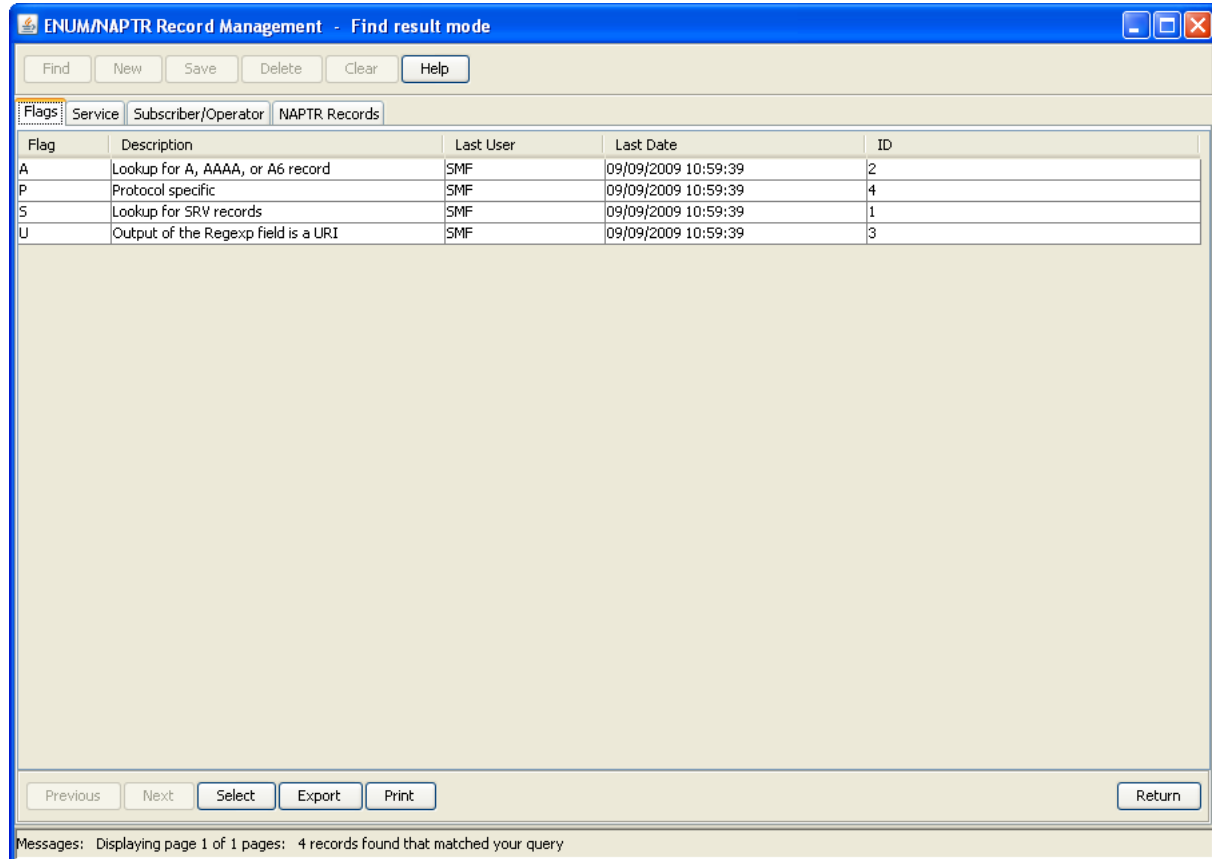 ENUM/NAPTR Record Management - Find result mode
Find New Save Delete Clear Help
Flags Service Subscriber/Operator NAPTR Records
Flag Description Last User Last Date ID
A Lookup for A, AAAA, or A6 record SMF 09/09/2009 10:59:39 2
P Protocol specific SMF 09/09/2009 10:59:39 4
S Lookup for SRV records SMF 09/09/2009 10:59:39 1
U Output of the Regexp field is a URI SMF 09/09/2009 10:59:39 3
Previous Next Select Export Print Return
Messages: Displaying page 1 of 1 pages: 4 records found that matched your query